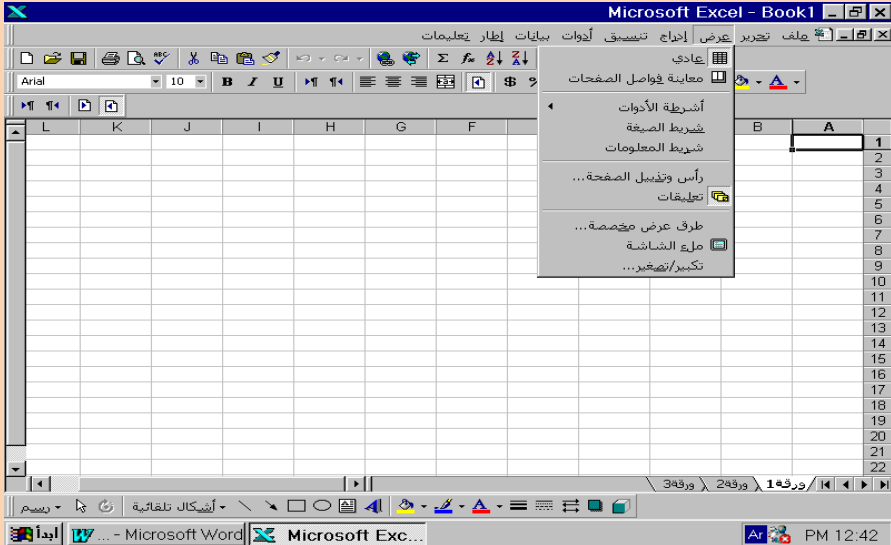 Microsoft Excel - Book1
ملف تحرير عرض إدراج تنسيق أدوات بيانات إطار تعليمات
Arial 10 B I U $ %
عادي
معاينة فواصل الصفحات
أشرطة الأدوات
شريط الصيغة
شريط المعلومات
رأس وتذييل الصفحة...
تعليقات
طرق عرض مخصصة...
ملء الشاشة
تكبير/تصغير...
L K J I H G F B A
1
2
3
4
5
6
7
8
9
10
11
12
13
14
15
16
17
18
19
20
21
22
ورقة1 ورقة2 ورقة3
رسم أشكال تلقائية
ابدأ ... - Microsoft Word Microsoft Exc... Ar PM 12:42